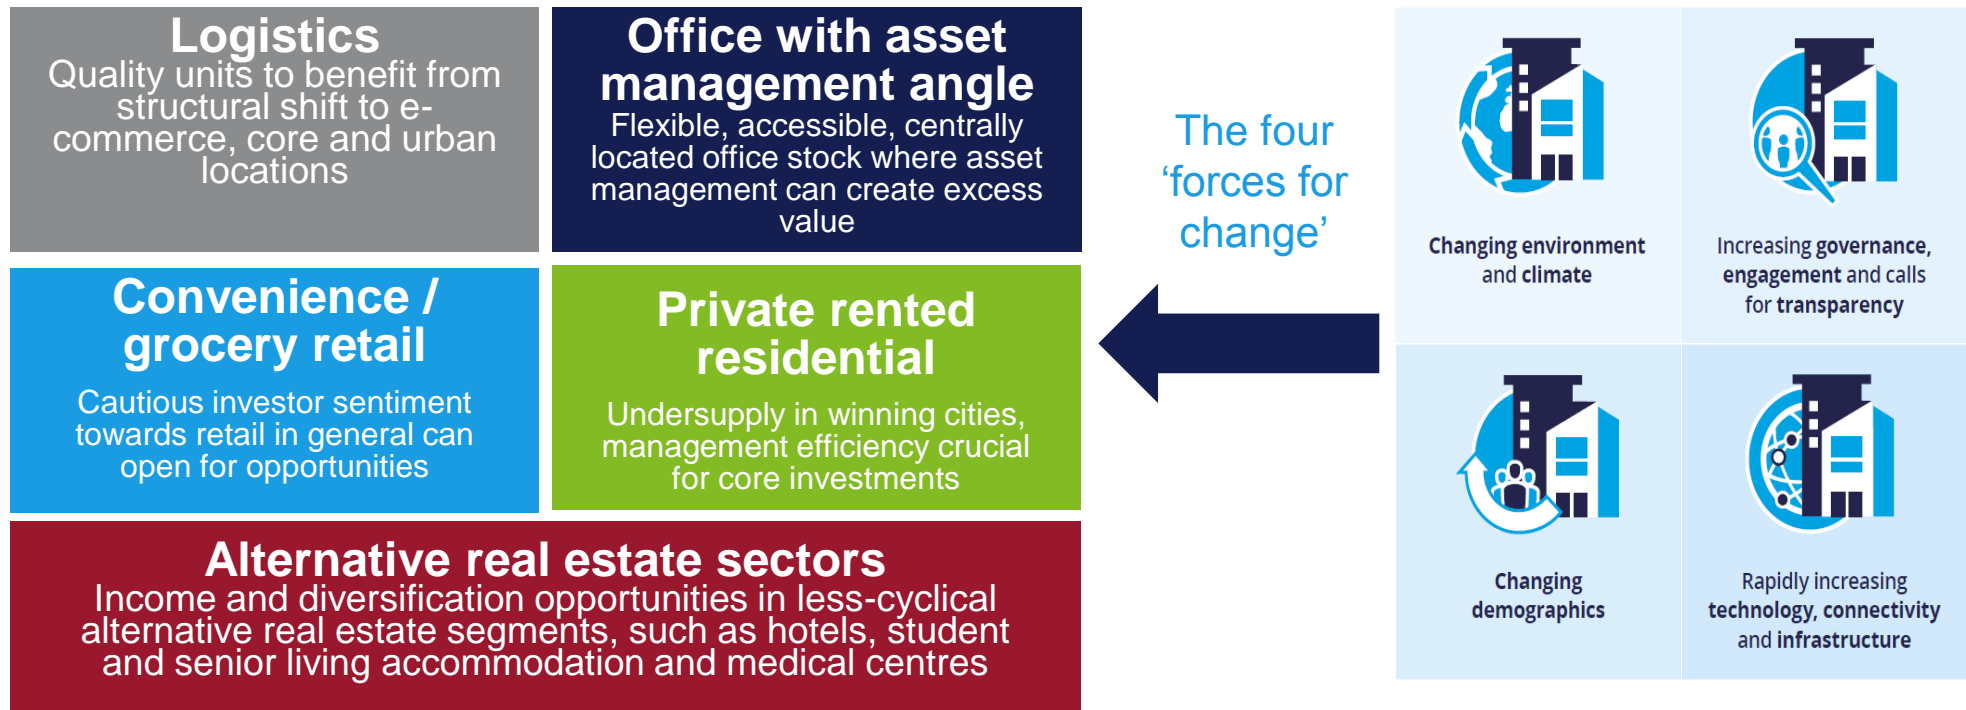 Logistics
Quality units to benefit from
structural shift to e-
commerce, core and urban
locations
Office with asset
management angle
Flexible, accessible, centrally
located office stock where asset
management can create excess
value
Convenience /
grocery retail
Cautious investor sentiment
towards retail in general can
open for opportunities
Private rented
residential
Undersupply in winning cities,
management efficiency crucial
for core investments
Alternative real estate sectors
Income and diversification opportunities in less-cyclical
alternative real estate segments, such as hotels, student
and senior living accommodation and medical centres
The four
‘forces for
change’
Changing environment
and climate
Increasing governance,
engagement and calls
for transparency
Changing
demographics
Rapidly increasing
technology, connectivity
and infrastructure